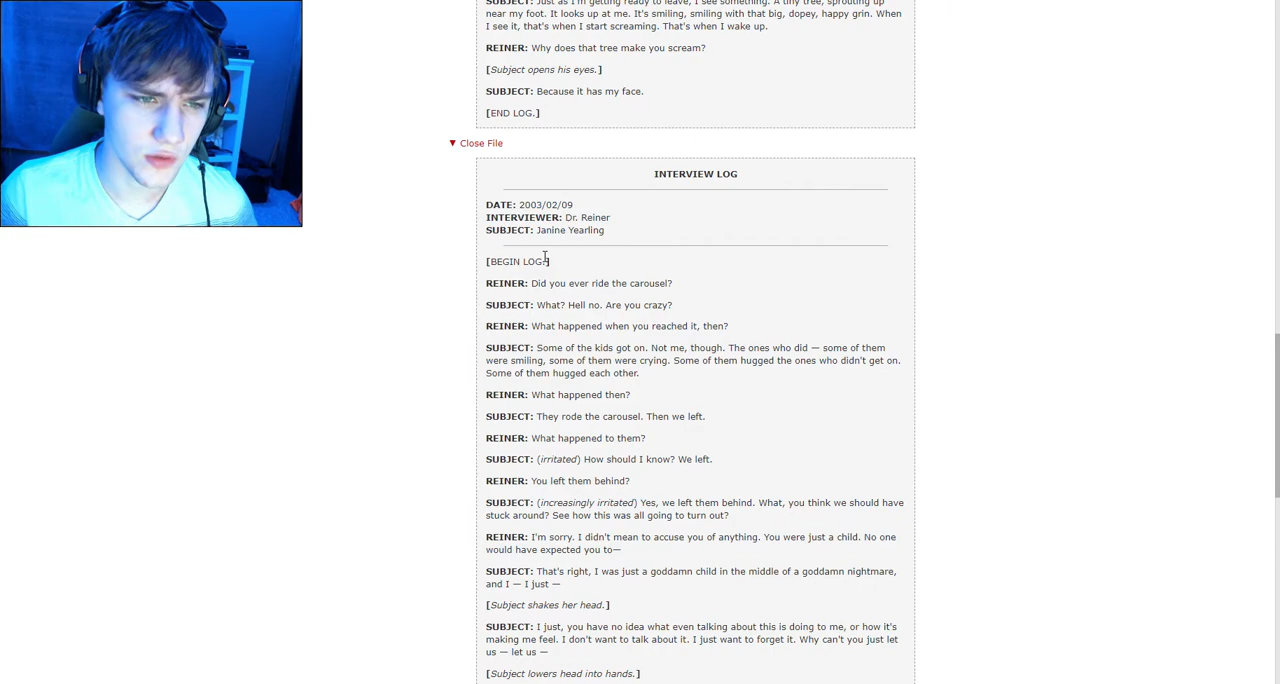 SUBJECT: Just as I'm getting ready to leave, I see something. A tiny tree, sprouting up
near my foot. It looks up at me. It's smiling, smiling with that big, dopey, happy grin. When
I see it, that's when I start screaming. That's when I wake up.
REINER: Why does that tree make you scream?
[Subject opens his eyes.]
SUBJECT: Because it has my face.
[END LOG.]
▼ Close File
INTERVIEW LOG
DATE: 2003/02/09
INTERVIEWER: Dr. Reiner
SUBJECT: Janine Yearling
[BEGIN LOG.]
REINER: Did you ever ride the carousel?
SUBJECT: What? Hell no. Are you crazy?
REINER: What happened when you reached it, then?
SUBJECT: Some of the kids got on. Not me, though. The ones who did — some of them
were smiling, some of them were crying. Some of them hugged the ones who didn't get on.
Some of them hugged each other.
REINER: What happened then?
SUBJECT: They rode the carousel. Then we left.
REINER: What happened to them?
SUBJECT: (irritated) How should I know? We left.
REINER: You left them behind?
SUBJECT: (increasingly irritated) Yes, we left them behind. What, you think we should have
stuck around? See how this was all going to turn out?
REINER: I'm sorry. I didn't mean to accuse you of anything. You were just a child. No one
would have expected you to—
SUBJECT: That's right, I was just a goddamn child in the middle of a goddamn nightmare,
and I — I just —
[Subject shakes her head.]
SUBJECT: I just, you have no idea what even talking about this is doing to me, or how it's
making me feel. I don't want to talk about it. I just want to forget it. Why can't you just let
us — let us —
[Subject lowers head into hands.]